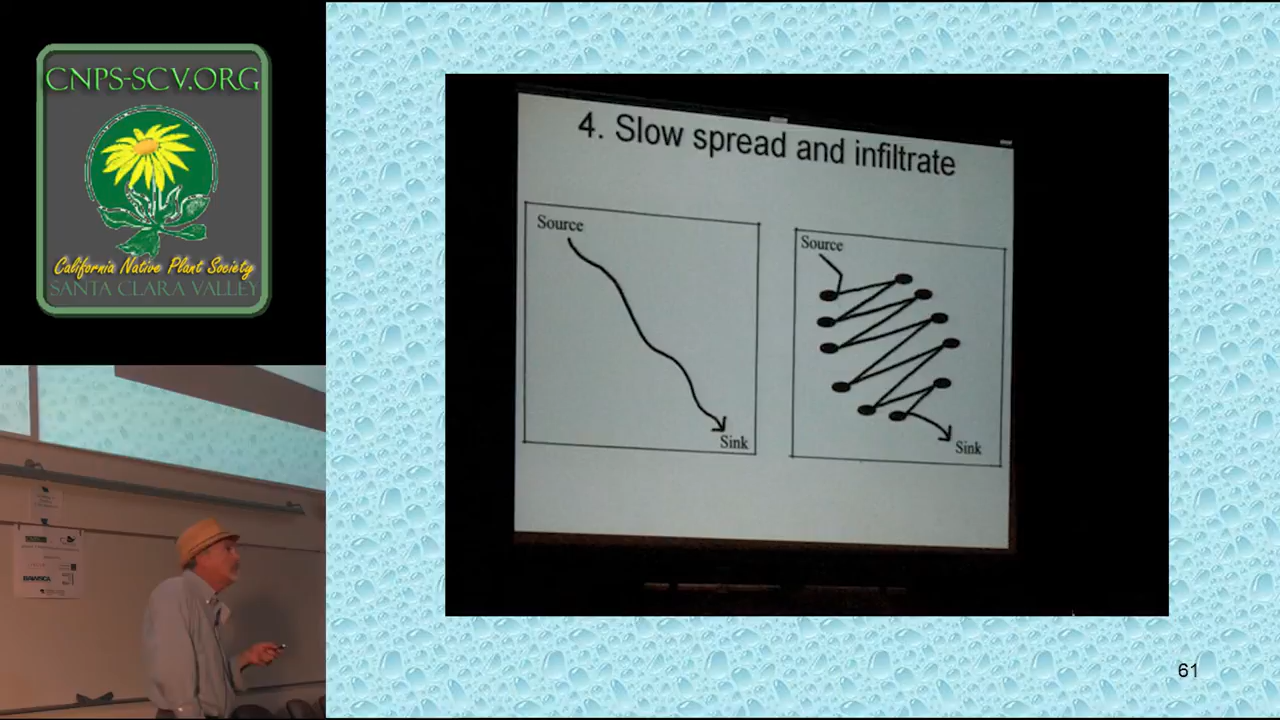 CNPS-SCV.ORG
California Native Plant Society
SANTA CLARA VALLEY
4. Slow spread and infiltrate
Source
Sink
Source
Sink
BAWSCA
61